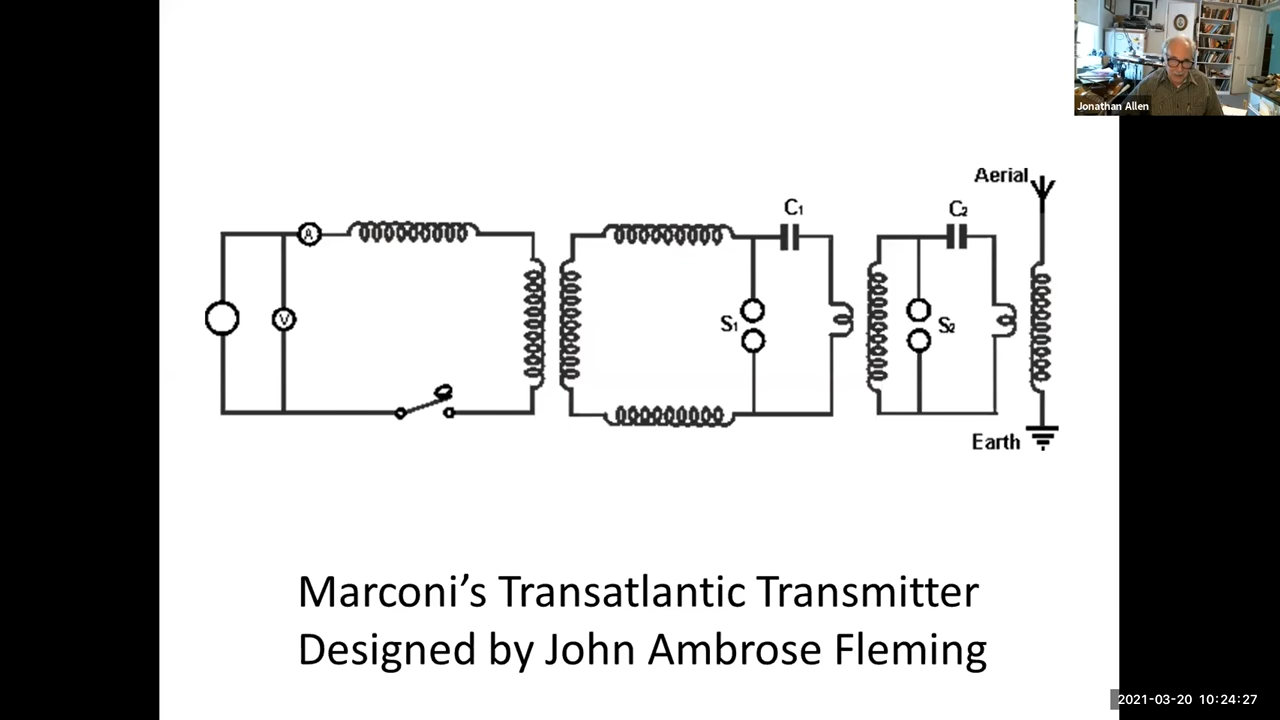 Jonathan Allen
Aerial
C1
C2
A
V
S1
S2
Earth
Marconi’s Transatlantic Transmitter
Designed by John Ambrose Fleming
2021-03-20 10:24:27